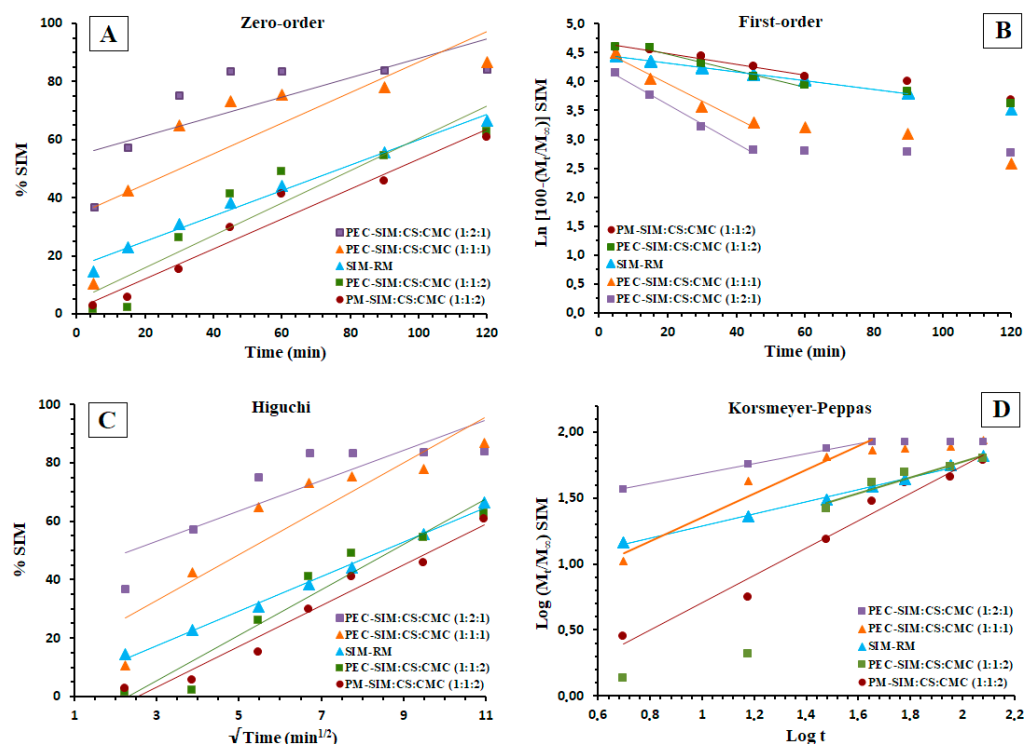 A
Zero-order
% SIM
100
80
60
40
20
0
PEC-SIM:CS:CMC (1:2:1)
PEC-SIM:CS:CMC (1:1:1)
SIM-RM
PEC-SIM:CS:CMC (1:1:2)
PM-SIM:CS:CMC (1:1:2)
0 20 40 60 80 100 120
Time (min)
First-order
B
Ln [100-(Mt/M∞)] SIM
5,0
4,5
4,0
3,5
3,0
2,5
2,0
1,5
1,0
0,5
0,0
PM-SIM:CS:CMC (1:1:2)
PEC-SIM:CS:CMC (1:1:2)
SIM-RM
PEC-SIM:CS:CMC (1:1:1)
PEC-SIM:CS:CMC (1:2:1)
0 20 40 60 80 100 120
Time (min)
C
Higuchi
% SIM
100
80
60
40
20
0
PEC-SIM:CS:CMC (1:2:1)
PEC-SIM:CS:CMC (1:1:1)
SIM-RM
PEC-SIM:CS:CMC (1:1:2)
PM-SIM:CS:CMC (1:1:2)
1 3 5 7 9 11
√Time (min1/2)
Korsmeyer-Peppas
D
Log (Mt/M∞) SIM
2,00
1,50
1,00
0,50
0,00
PEC-SIM:CS:CMC (1:2:1)
PEC-SIM:CS:CMC (1:1:1)
SIM-RM
PEC-SIM:CS:CMC (1:1:2)
PM-SIM:CS:CMC (1:1:2)
0,6 0,8 1 1,2 1,4 1,6 1,8 2 2,2
Log t